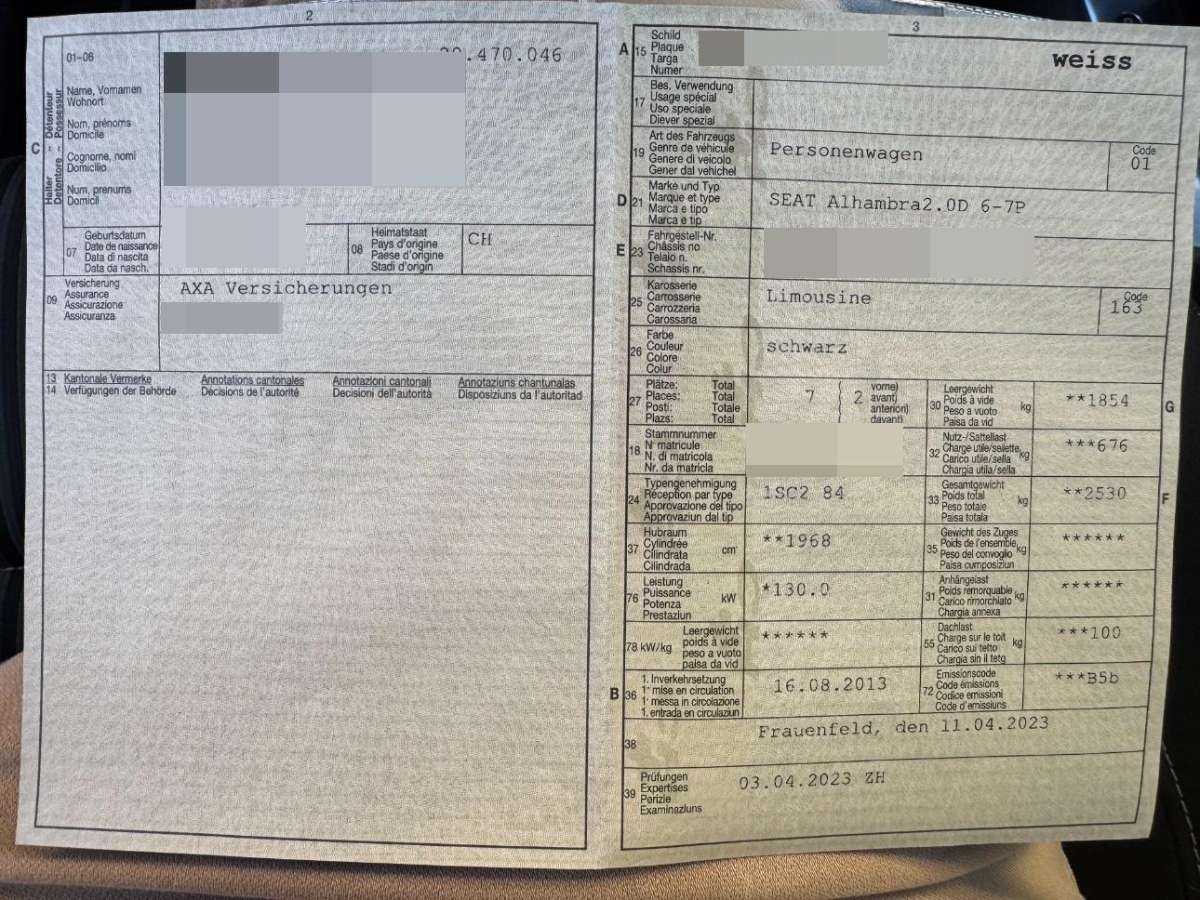 2
01-06
.470.046
C
Halter - Détenteur
Detentore - Possessur
Name, Vornamen
Wohnort
Nom, prénoms
Domicile
Cognome, nomi
Domicilio
Num, prenums
Domicil
07
Geburtsdatum
Date de naissance
Data di nascita
Data da nasch.
08
Heimatstaat
Pays d'origine
Paese d'origine
Stadi d'origin
CH
09
Versicherung
Assurance
Assicurazione
Assicuranza
AXA Versicherungen
13 Kantonale Vermerke Annotations cantonales Annotazioni cantonali Annotaziuns chantunalas
14 Verfügungen der Behörde Décisions de l'autorité Decisioni dell'autorità Disposiziuns da l'autoritad
3
A 15
Schild
Plaque
Targa
Numer
weiss
17
Bes. Verwendung
Usage spécial
Uso speciale
Diever spezial
19
Art des Fahrzeugs
Genre de véhicule
Genere di veicolo
Gener dal vehichel
Personenwagen
Code
01
D 21
Marke und Typ
Marque et type
Marca e tipo
Marca e tip
SEAT Alhambra2.0D 6-7P
E 23
Fahrgestell-Nr.
Châssis no
Telaio n.
Schassis nr.
25
Karosserie
Carrosserie
Carrozzeria
Carossaria
Limousine
Code
163
26
Farbe
Couleur
Colore
Colur
schwarz
27
Plätze: Total
Places: Total
Posti: Totale
Plazs: Total
7 ( 2
vorne)
avant)
anteriori)
davant)
30
Leergewicht
Poids à vide
Peso a vuoto
Paisa da vid
kg
**1854
G
18
Stammnummer
N matricule
N. di matricola
Nr. da matricla
32
Nutz-/Sattellast
Charge utile/sellette
Carico utile/sella
Chargia utila/sella
kg
***676
24
Typengenehmigung
Réception par type
Approvazione del tipo
Approvaziun dal tip
1SC2 84
33
Gesamtgewicht
Poids total
Peso totale
Paisa totala
kg
**2530
F
37
Hubraum
Cylindrée
Cilindrata
Cilindrada
cm³
**1968
35
Gewicht des Zuges
Poids de l'ensemble
Peso del convoglio
Paisa cumposiziun
kg
******
76
Leistung
Puissance
Potenza
Prestaziun
kW
*130.0
31
Anhängelast
Poids remorquable
Carico rimorchiato
Chargia annexa
kg
******
78 kW/kg
Leergewicht
poids à vide
peso a vuoto
paisa da vid
******
55
Dachlast
Charge sur le toit
Carico sul tetto
Chargia sin il tetg
kg
***100
B 36
1. Inverkehrsetzung
1ʳ mise en circulation
1ᵃ messa in circolazione
1. entrada en circulaziun
16.08.2013
72
Emissionscode
Code émissions
Codice emissioni
Code d'emissiuns
***B5b
38
Frauenfeld, den 11.04.2023
39
Prüfungen
Expertises
Perizie
Examinaziuns
03.04.2023 ZH